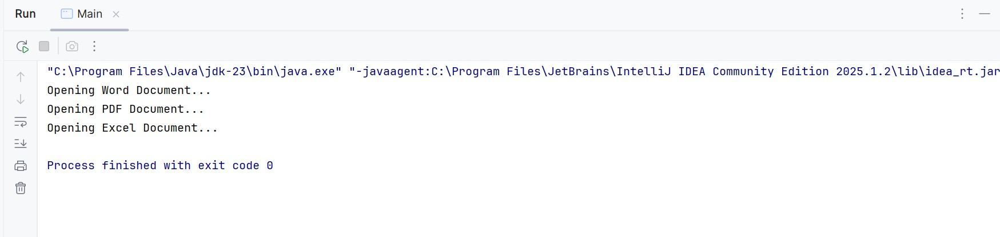 Run Main
"C:\Program Files\Java\jdk-23\bin\java.exe" "-javaagent:C:\Program Files\JetBrains\IntelliJ IDEA Community Edition 2025.1.2\lib\idea_rt.jar
Opening Word Document...
Opening PDF Document...
Opening Excel Document...
Process finished with exit code 0